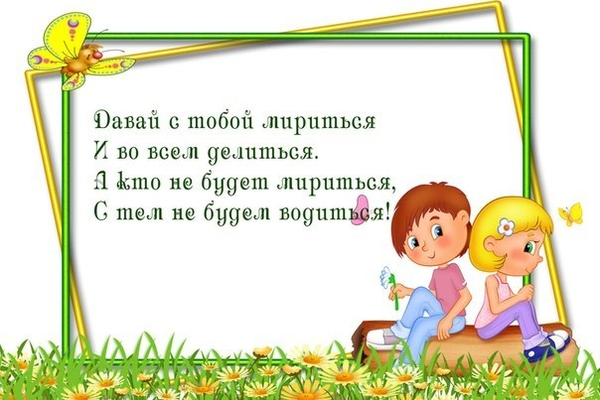 Давай с тобой мириться
И во всем делиться.
А кто не будет мириться,
С тем не будем водиться!